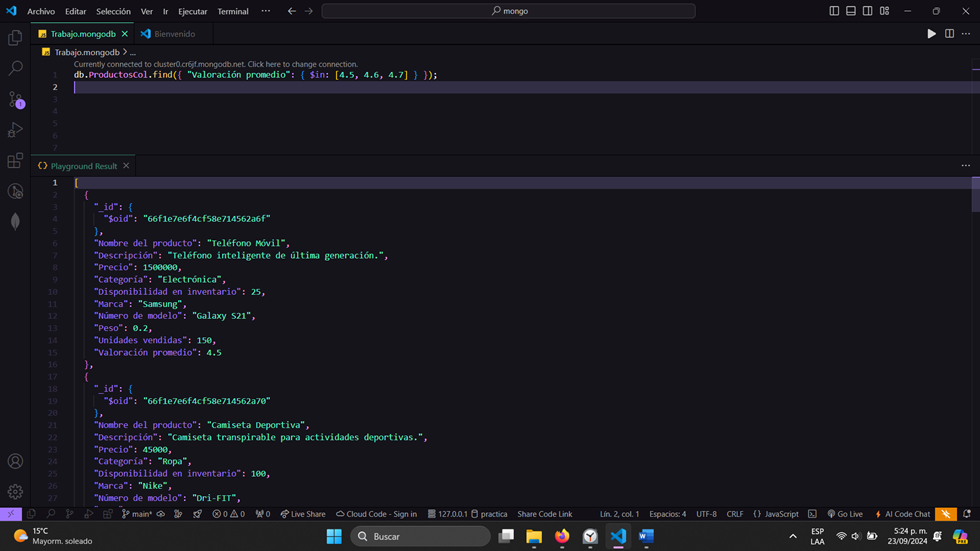 Archivo Editar Selección Ver Ir Ejecutar Terminal ··· mongo
Trabajo.mongodb Bienvenido
Trabajo.mongodb > ...
Currently connected to cluster0.cr6jf.mongodb.net. Click here to change connection.
1 db.ProductosCol.find({ "Valoración promedio": { $in: [4.5, 4.6, 4.7] } });
2
3
4
5
6
7
1
Playground Result
1 [
2 {
3 "_id": {
4 "$oid": "66f1e7e6f4cf58e714562a6f"
5 },
6 "Nombre del producto": "Teléfono Móvil",
7 "Descripción": "Teléfono inteligente de última generación.",
8 "Precio": 1500000,
9 "Categoría": "Electrónica",
10 "Disponibilidad en inventario": 25,
11 "Marca": "Samsung",
12 "Número de modelo": "Galaxy S21",
13 "Peso": 0.2,
14 "Unidades vendidas": 150,
15 "Valoración promedio": 4.5
16 },
17 {
18 "_id": {
19 "$oid": "66f1e7e6f4cf58e714562a70"
20 },
21 "Nombre del producto": "Camiseta Deportiva",
22 "Descripción": "Camiseta transpirable para actividades deportivas.",
23 "Precio": 45000,
24 "Categoría": "Ropa",
25 "Disponibilidad en inventario": 100,
26 "Marca": "Nike",
27 "Número de modelo": "Dri-FIT",
main* 0 0 0 Live Share Cloud Code - Sign in 127.0.0.1 practica Share Code Link Lín. 2, col. 1 Espacios: 4 UTF-8 CRLF {} JavaScript Go Live AI Code Chat
15°C
Mayorm. soleado
Buscar
ESP
LAA
5:24 p. m.
23/09/2024